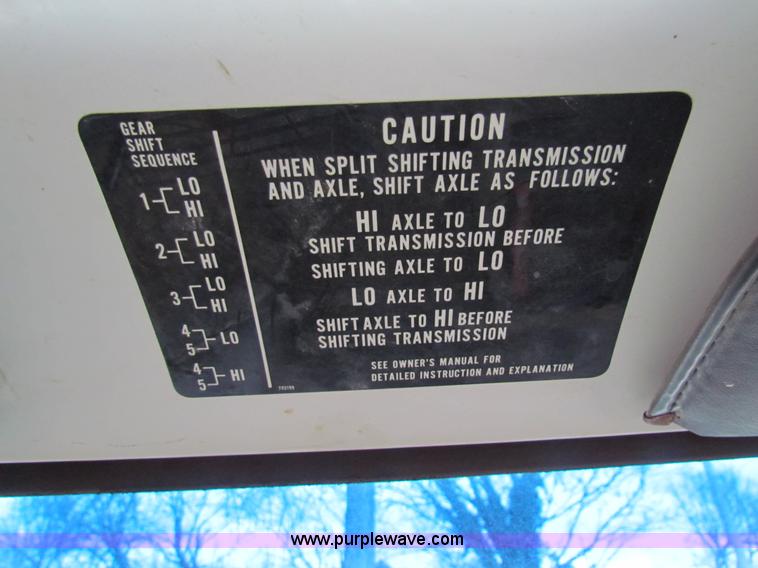 GEAR
SHIFT
SEQUENCE
1 LO
HI
2 LO
HI
3 LO
HI
4
5 LO
4
5 HI
CAUTION
WHEN SPLIT SHIFTING TRANSMISSION
AND AXLE, SHIFT AXLE AS FOLLOWS:
HI AXLE TO LO
SHIFT TRANSMISSION BEFORE
SHIFTING AXLE TO LO
LO AXLE TO HI
SHIFT AXLE TO HI BEFORE
SHIFTING TRANSMISSION
SEE OWNER'S MANUAL FOR
DETAILED INSTRUCTION AND EXPLANATION
www.purplewave.com